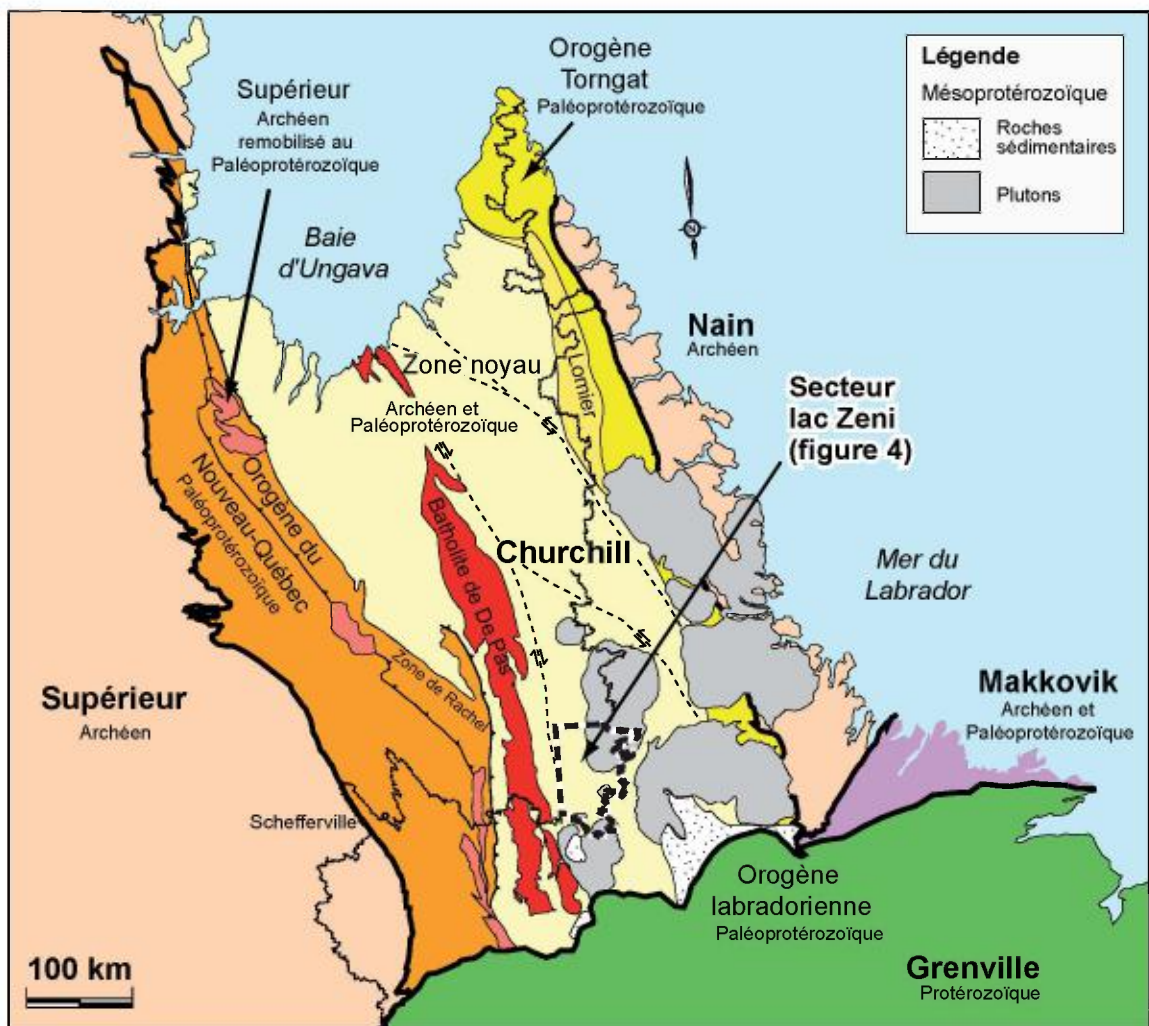 Légende
Mésoprotérozoïque
Roches
sédimentaires
Plutons
Orogène
Torngat
Paléoprotérozoïque
Supérieur
Archéen
remobilisé au
Paléoprotérozoïque
Baie
d'Ungava
N
Nain
Archéen
Zone noyau
Archéen et
Paléoprotérozoïque
Lomier
Secteur
lac Zeni
(figure 4)
Orogène du
Nouveau-Québec
Paléoprotérozoïque
Batholite de De Pas
Churchill
Mer du
Labrador
Zone de Rachel
Supérieur
Archéen
Makkovik
Archéen et
Paléoprotérozoïque
Schefferville
Orogène
labradorienne
Paléoprotérozoïque
100 km
Grenville
Protérozoïque